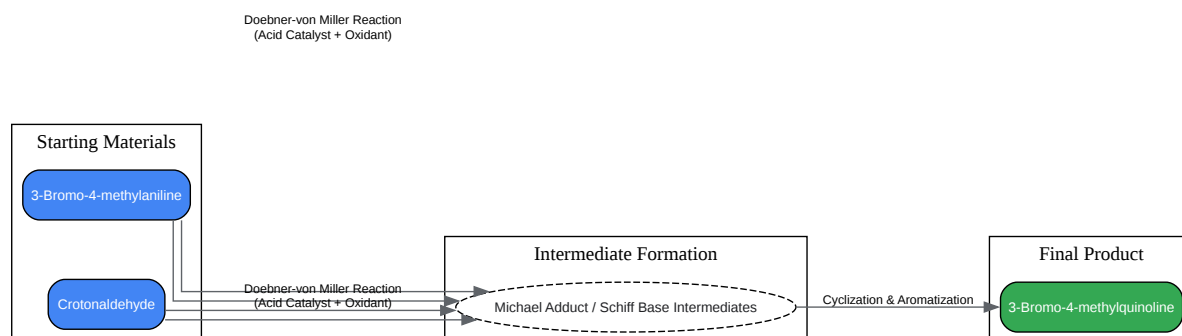 Doebner-von Miller Reaction
(Acid Catalyst + Oxidant)
Starting Materials
3-Bromo-4-methylaniline
Crotonaldehyde
Doebner-von Miller Reaction
(Acid Catalyst + Oxidant)
Intermediate Formation
Michael Adduct / Schiff Base Intermediates
Cyclization & Aromatization
Final Product
3-Bromo-4-methylquinoline